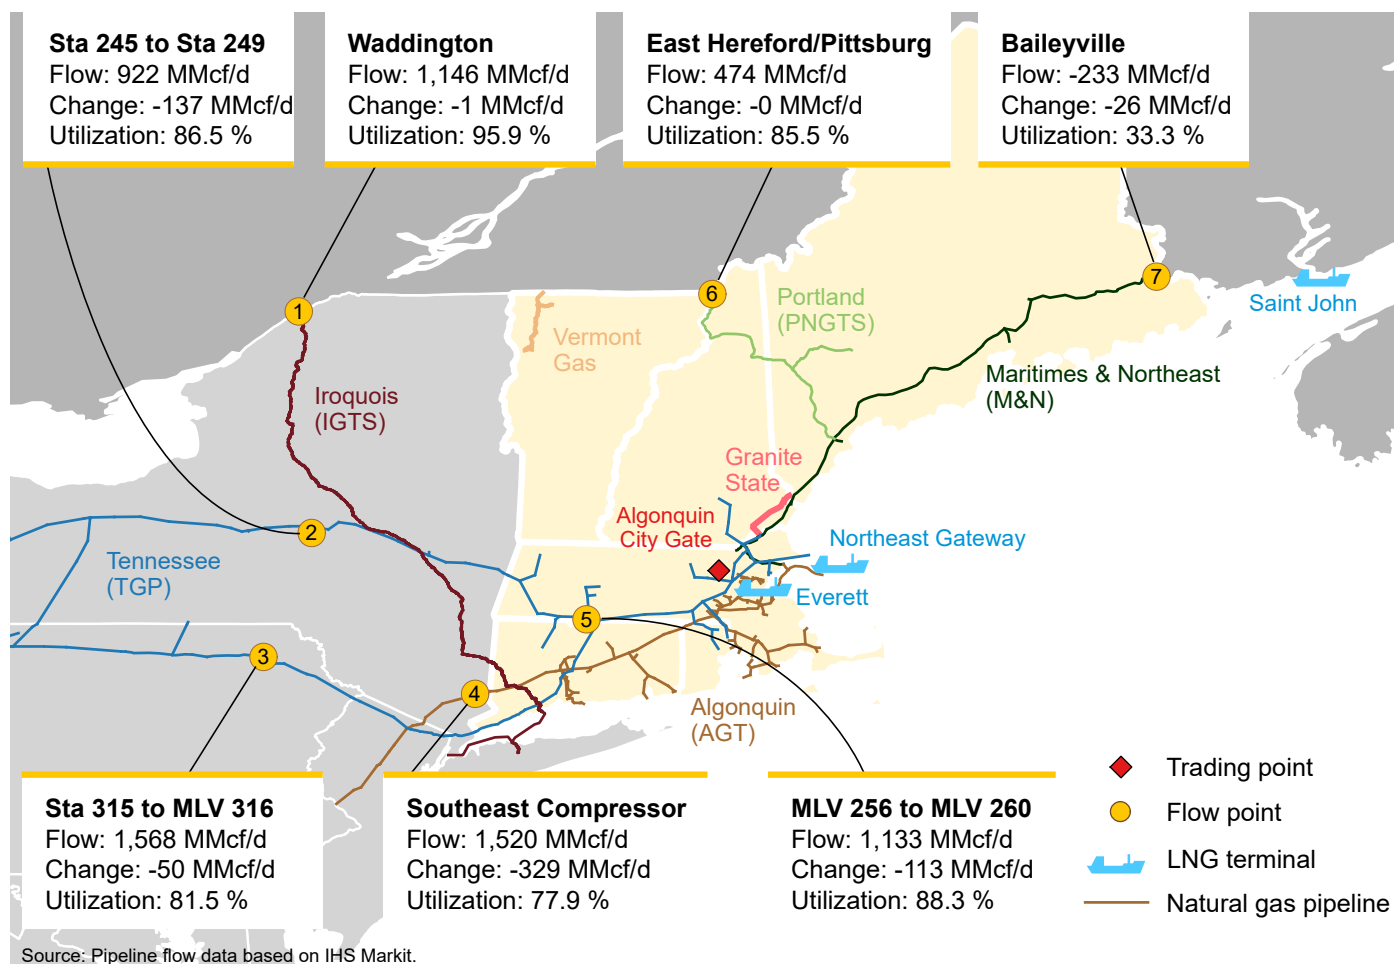 Sta 245 to Sta 249
Flow: 922 MMcf/d
Change: -137 MMcf/d
Utilization: 86.5 %
Waddington
Flow: 1,146 MMcf/d
Change: -1 MMcf/d
Utilization: 95.9 %
East Hereford/Pittsburg
Flow: 474 MMcf/d
Change: -0 MMcf/d
Utilization: 85.5 %
Baileyville
Flow: -233 MMcf/d
Change: -26 MMcf/d
Utilization: 33.3 %
1
6
7
Vermont
Gas
Portland
(PNGTS)
Saint John
Iroquois
(IGTS)
Maritimes & Northeast
(M&N)
Granite
State
2
Algonquin
City Gate
Northeast Gateway
Tennessee
(TGP)
Everett
5
3
4
Algonquin
(AGT)
Sta 315 to MLV 316
Flow: 1,568 MMcf/d
Change: -50 MMcf/d
Utilization: 81.5 %
Southeast Compressor
Flow: 1,520 MMcf/d
Change: -329 MMcf/d
Utilization: 77.9 %
MLV 256 to MLV 260
Flow: 1,133 MMcf/d
Change: -113 MMcf/d
Utilization: 88.3 %
Trading point
Flow point
LNG terminal
Natural gas pipeline
Source: Pipeline flow data based on IHS Markit.